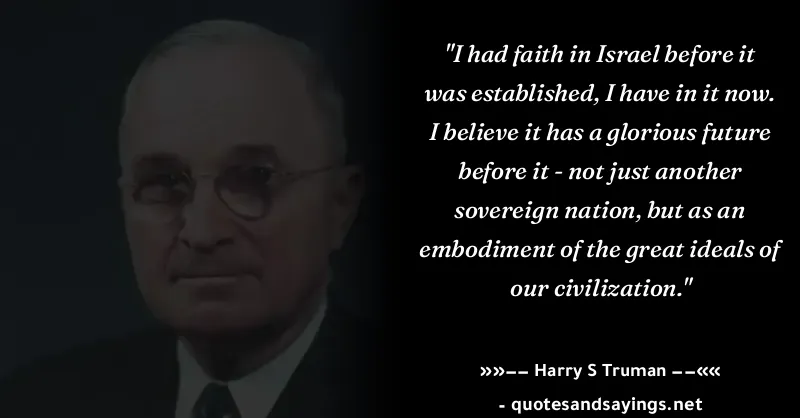 "I had faith in Israel before it
was established, I have in it now.
I believe it has a glorious future
before it - not just another
sovereign nation, but as an
embodiment of the great ideals of
our civilization."
»»−− Harry S Truman −−««
- quotesandsayings.net